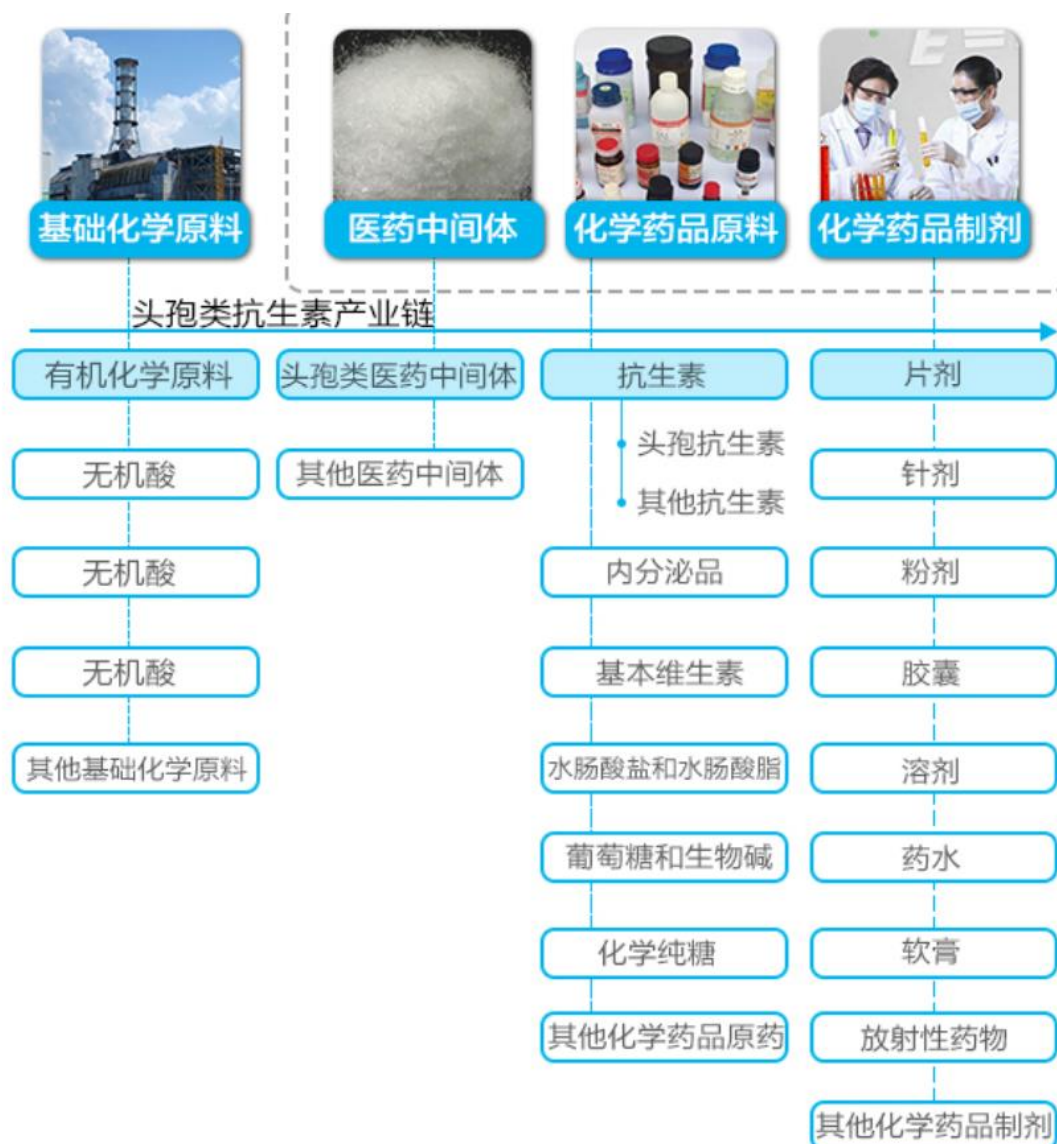 基础化学原料
医药中间体
化学药品原料
化学药品制剂
头孢类抗生素产业链
有机化学原料
无机酸
无机酸
无机酸
其他基础化学原料
头孢类医药中间体
其他医药中间体
抗生素
头孢抗生素
其他抗生素
内分泌品
基本维生素
水肠酸盐和水肠酸脂
葡萄糖和生物碱
化学纯糖
其他化学药品原药
片剂
针剂
粉剂
胶囊
溶剂
药水
软膏
放射性药物
其他化学药品制剂